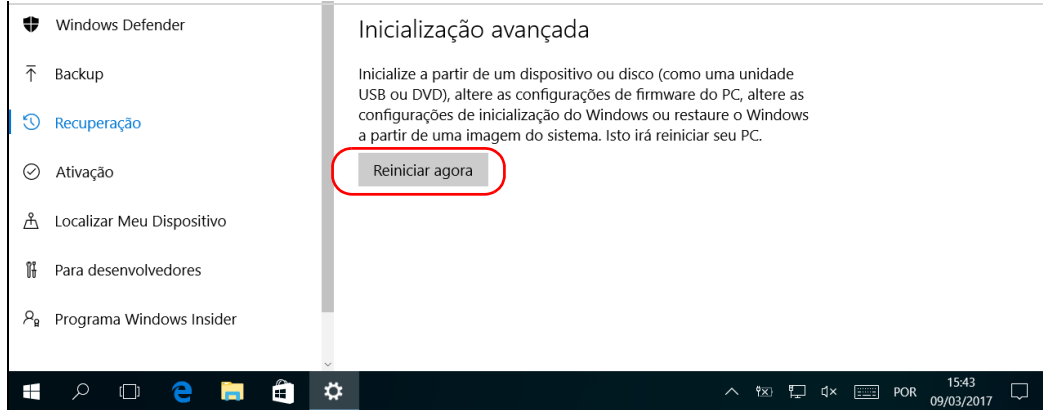 Windows Defender
Backup
Recuperação
Ativação
Localizar Meu Dispositivo
Para desenvolvedores
Programa Windows Insider
Inicialização avançada
Inicialize a partir de um dispositivo ou disco (como uma unidade
USB ou DVD), altere as configurações de firmware do PC, altere as
configurações de inicialização do Windows ou restaure o Windows
a partir de uma imagem do sistema. Isto irá reiniciar seu PC.
Reiniciar agora
POR
15:43
09/03/2017